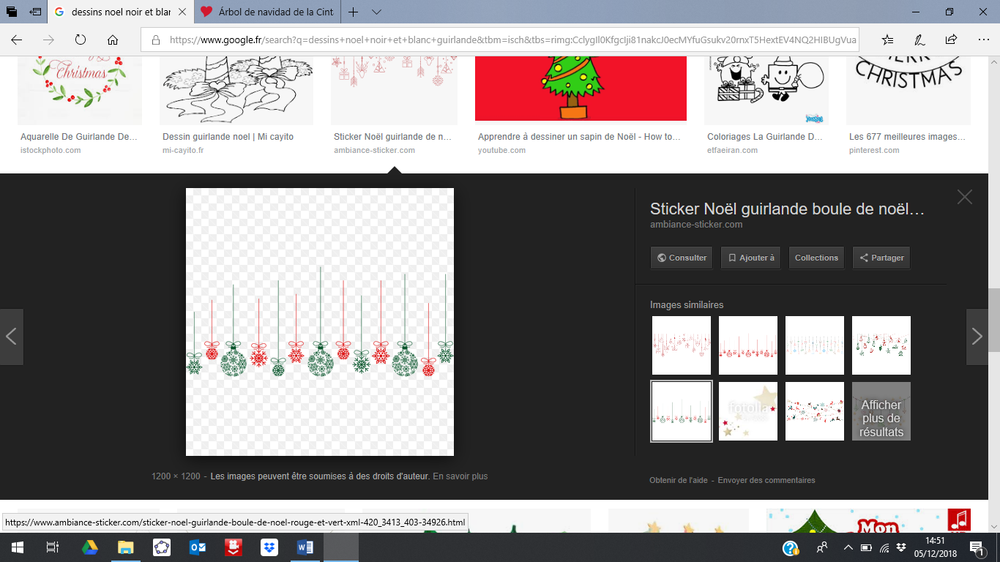 dessins noel noir et blan
Árbol de navidad de la Cint
https://www.google.fr/search?q=dessins+noel+noir+et+blanc+guirlande&tbm=isch&tbs=rimg:CclygIl0KfgcIji81nakcJ0ecMYfuGsukv20rnxT5HextEV4NQ2HIBUgVua
Christmas
MERRY
CHRISTMAS
Aquarelle De Guirlande De…
istockphoto.com
Dessin guirlande noel | Mi cayito
mi-cayito.fr
Sticker Noël guirlande de n…
ambiance-sticker.com
Apprendre à dessiner un sapin de Noël - How to…
youtube.com
Coloriages La Guirlande D…
etfaeiran.com
Les 677 meilleures images…
pinterest.com
Sticker Noël guirlande boule de noël…
ambiance-sticker.com
Consulter
Ajouter à
Collections
Partager
Images similaires
fotolia
Afficher
plus de
résultats
1200 × 1200 - Les images peuvent être soumises à des droits d'auteur. En savoir plus
Obtenir de l'aide - Envoyer des commentaires
Mon
https://www.ambiance-sticker.com/sticker-noel-guirlande-boule-de-noel-rouge-et-vert-xml-420_3413_403-34926.html
14:51
05/12/2018
1